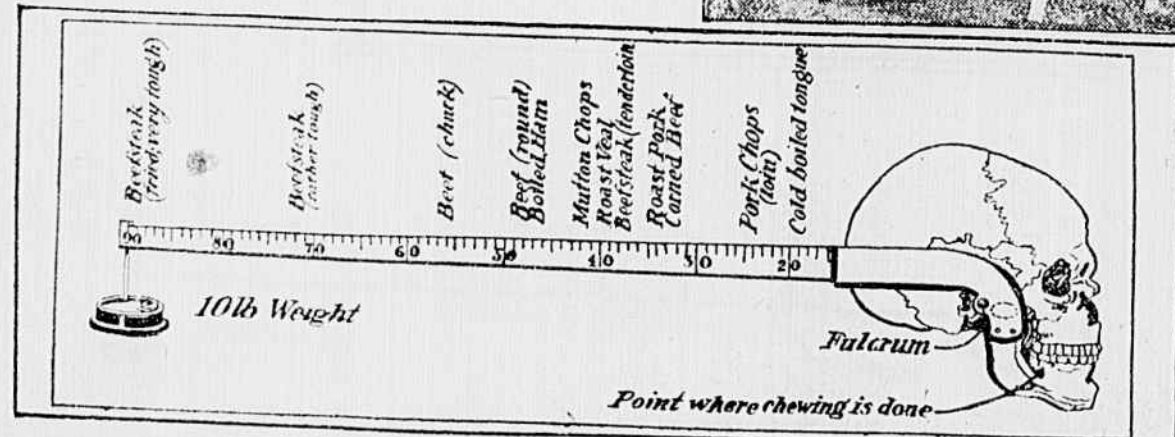 Beefsteak
(fried, very tough)
Beefsteak
(rather tough)
Beef (chuck)
Beef (round)
Boiled Ham
Mutton Chops
Roast Veal
Beefsteak (tenderloin)
Roast Pork
Corned Beef
Pork Chops
(loin)
Cold boiled tongue
90 80 70 60 50 40 30 20
10 lb Weight
Fulcrum
Point where chewing is done